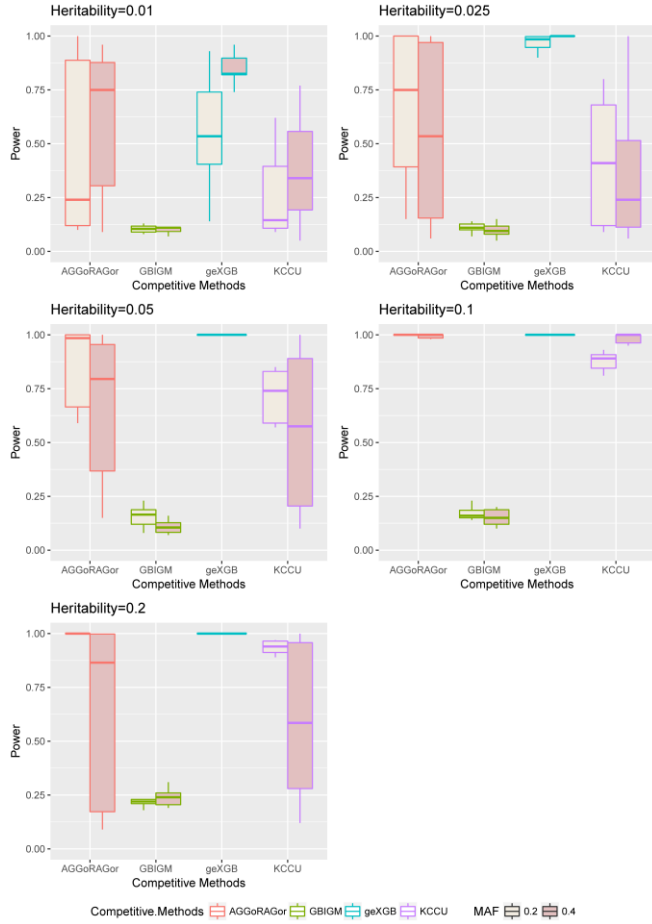 Heritability=0.01
1.00
0.75
0.50
0.25
0.00
Power
AGGoRAGor GBIGM geXGB KCCU
Competitive Methods
Heritability=0.025
1.00
0.75
0.50
0.25
0.00
Power
AGGoRAGor GBIGM geXGB KCCU
Competitive Methods
Heritability=0.05
1.00
0.75
0.50
0.25
0.00
Power
AGGoRAGor GBIGM geXGB KCCU
Competitive Methods
Heritability=0.1
1.00
0.75
0.50
0.25
0.00
Power
AGGoRAGor GBIGM geXGB KCCU
Competitive Methods
Heritability=0.2
1.00
0.75
0.50
0.25
0.00
Power
AGGoRAGor GBIGM geXGB KCCU
Competitive Methods
Competitive.Methods AGGoRAGor GBIGM geXGB KCCU MAF 0.2 0.4